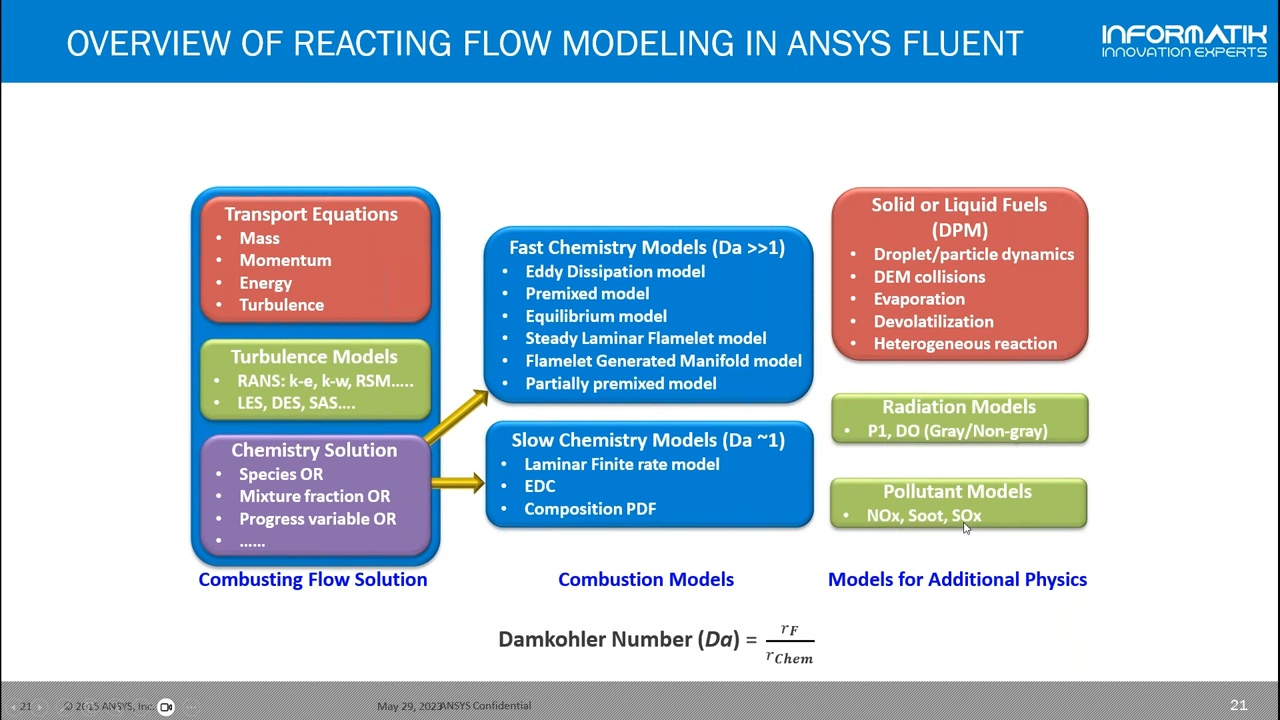 OVERVIEW OF REACTING FLOW MODELING IN ANSYS FLUENT
INFORMATIK
INNOVATION EXPERTS
Transport Equations
• Mass
• Momentum
• Energy
• Turbulence
Turbulence Models
• RANS: k-e, k-w, RSM.....
• LES, DES, SAS....
Chemistry Solution
• Species OR
• Mixture fraction OR
• Progress variable OR
• ......
Combusting Flow Solution
Fast Chemistry Models (Da >>1)
• Eddy Dissipation model
• Premixed model
• Equilibrium model
• Steady Laminar Flamelet model
• Flamelet Generated Manifold model
• Partially premixed model
Slow Chemistry Models (Da ~1)
• Laminar Finite rate model
• EDC
• Composition PDF
Combustion Models
Solid or Liquid Fuels
(DPM)
• Droplet/particle dynamics
• DEM collisions
• Evaporation
• Devolatilization
• Heterogeneous reaction
Radiation Models
• P1, DO (Gray/Non-gray)
Pollutant Models
• NOx, Soot, SOx
Models for Additional Physics
Damkohler Number (Da) = r_F / r_Chem
21 © 2015 ANSYS, Inc. May 29, 2023 ANSYS Confidential 21